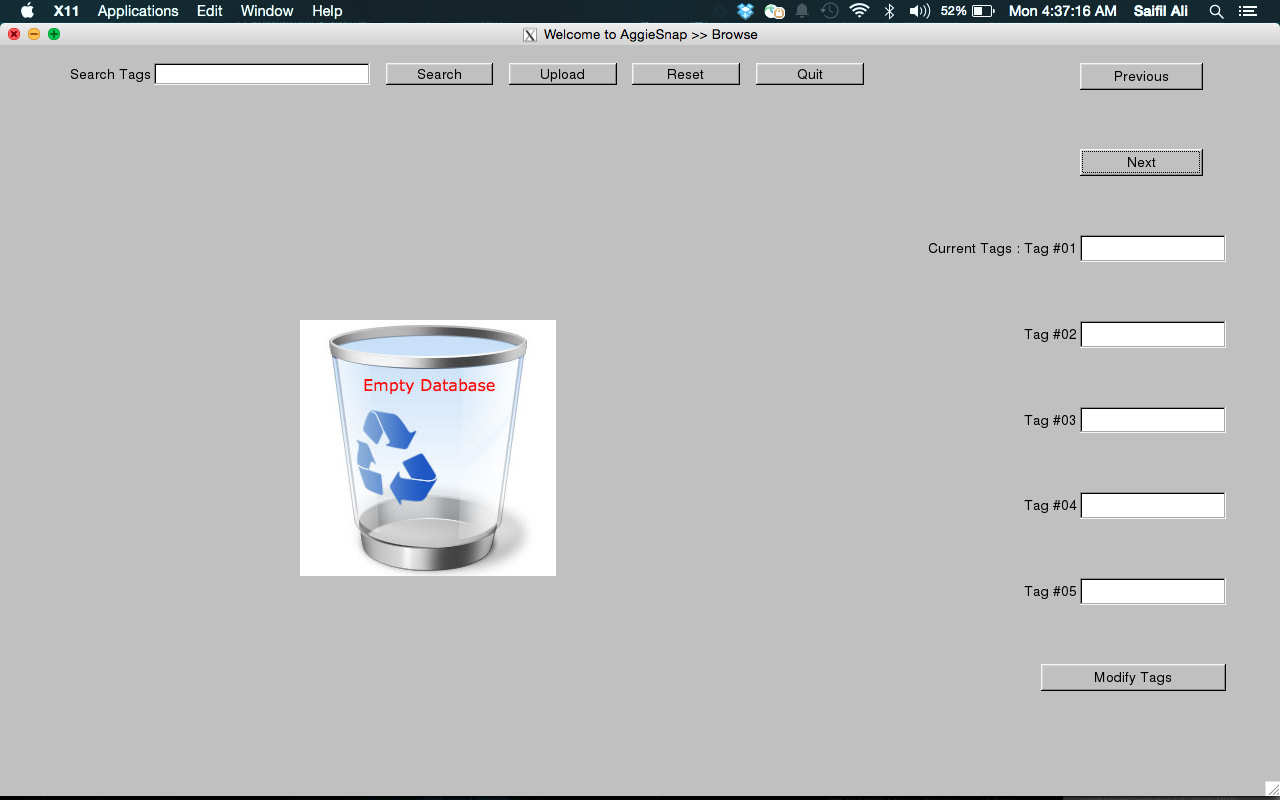 X11 Applications Edit Window Help 52% Mon 4:37:16 AM Saifil Ali
X Welcome to AggieSnap >> Browse
Search Tags Search Upload Reset Quit Previous
Next
Current Tags : Tag #01
Tag #02
Empty Database
Tag #03
Tag #04
Tag #05
Modify Tags